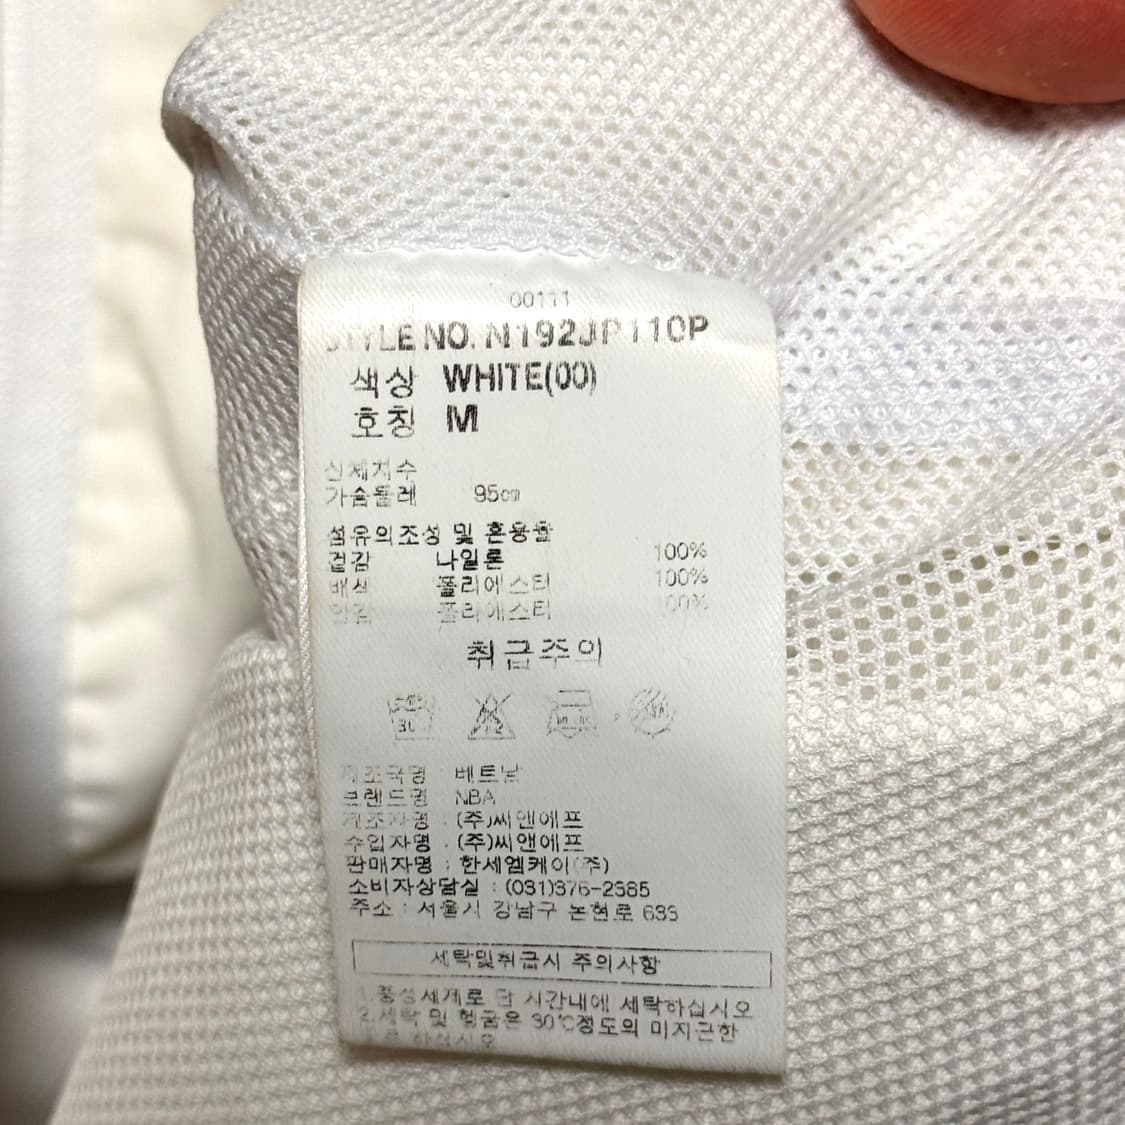 00111
STYLE NO. N192JP110P
색상 WHITE(00)
호칭 M
신체치수
가슴둘레 95cm
섬유의조성 및 혼용율
겉감 나일론 100%
배색 폴리에스터 100%
안감 폴리에스터 100%
취급주의
30
제조국명 : 베트남
브랜드명 NBA
제조자명 : (주)씨앤에프
수입자명 : (주)씨앤에프
판매자명 : 한세엠케이(주)
소비자상담실 : (031)376-2385
주소 : 서울시 강남구 논현로 633
세탁및취급시 주의사항
1.중성세제로 단 시간내에 세탁하십시오
2.세탁 및 헹굼은 30℃정도의 미지근한
하십시오